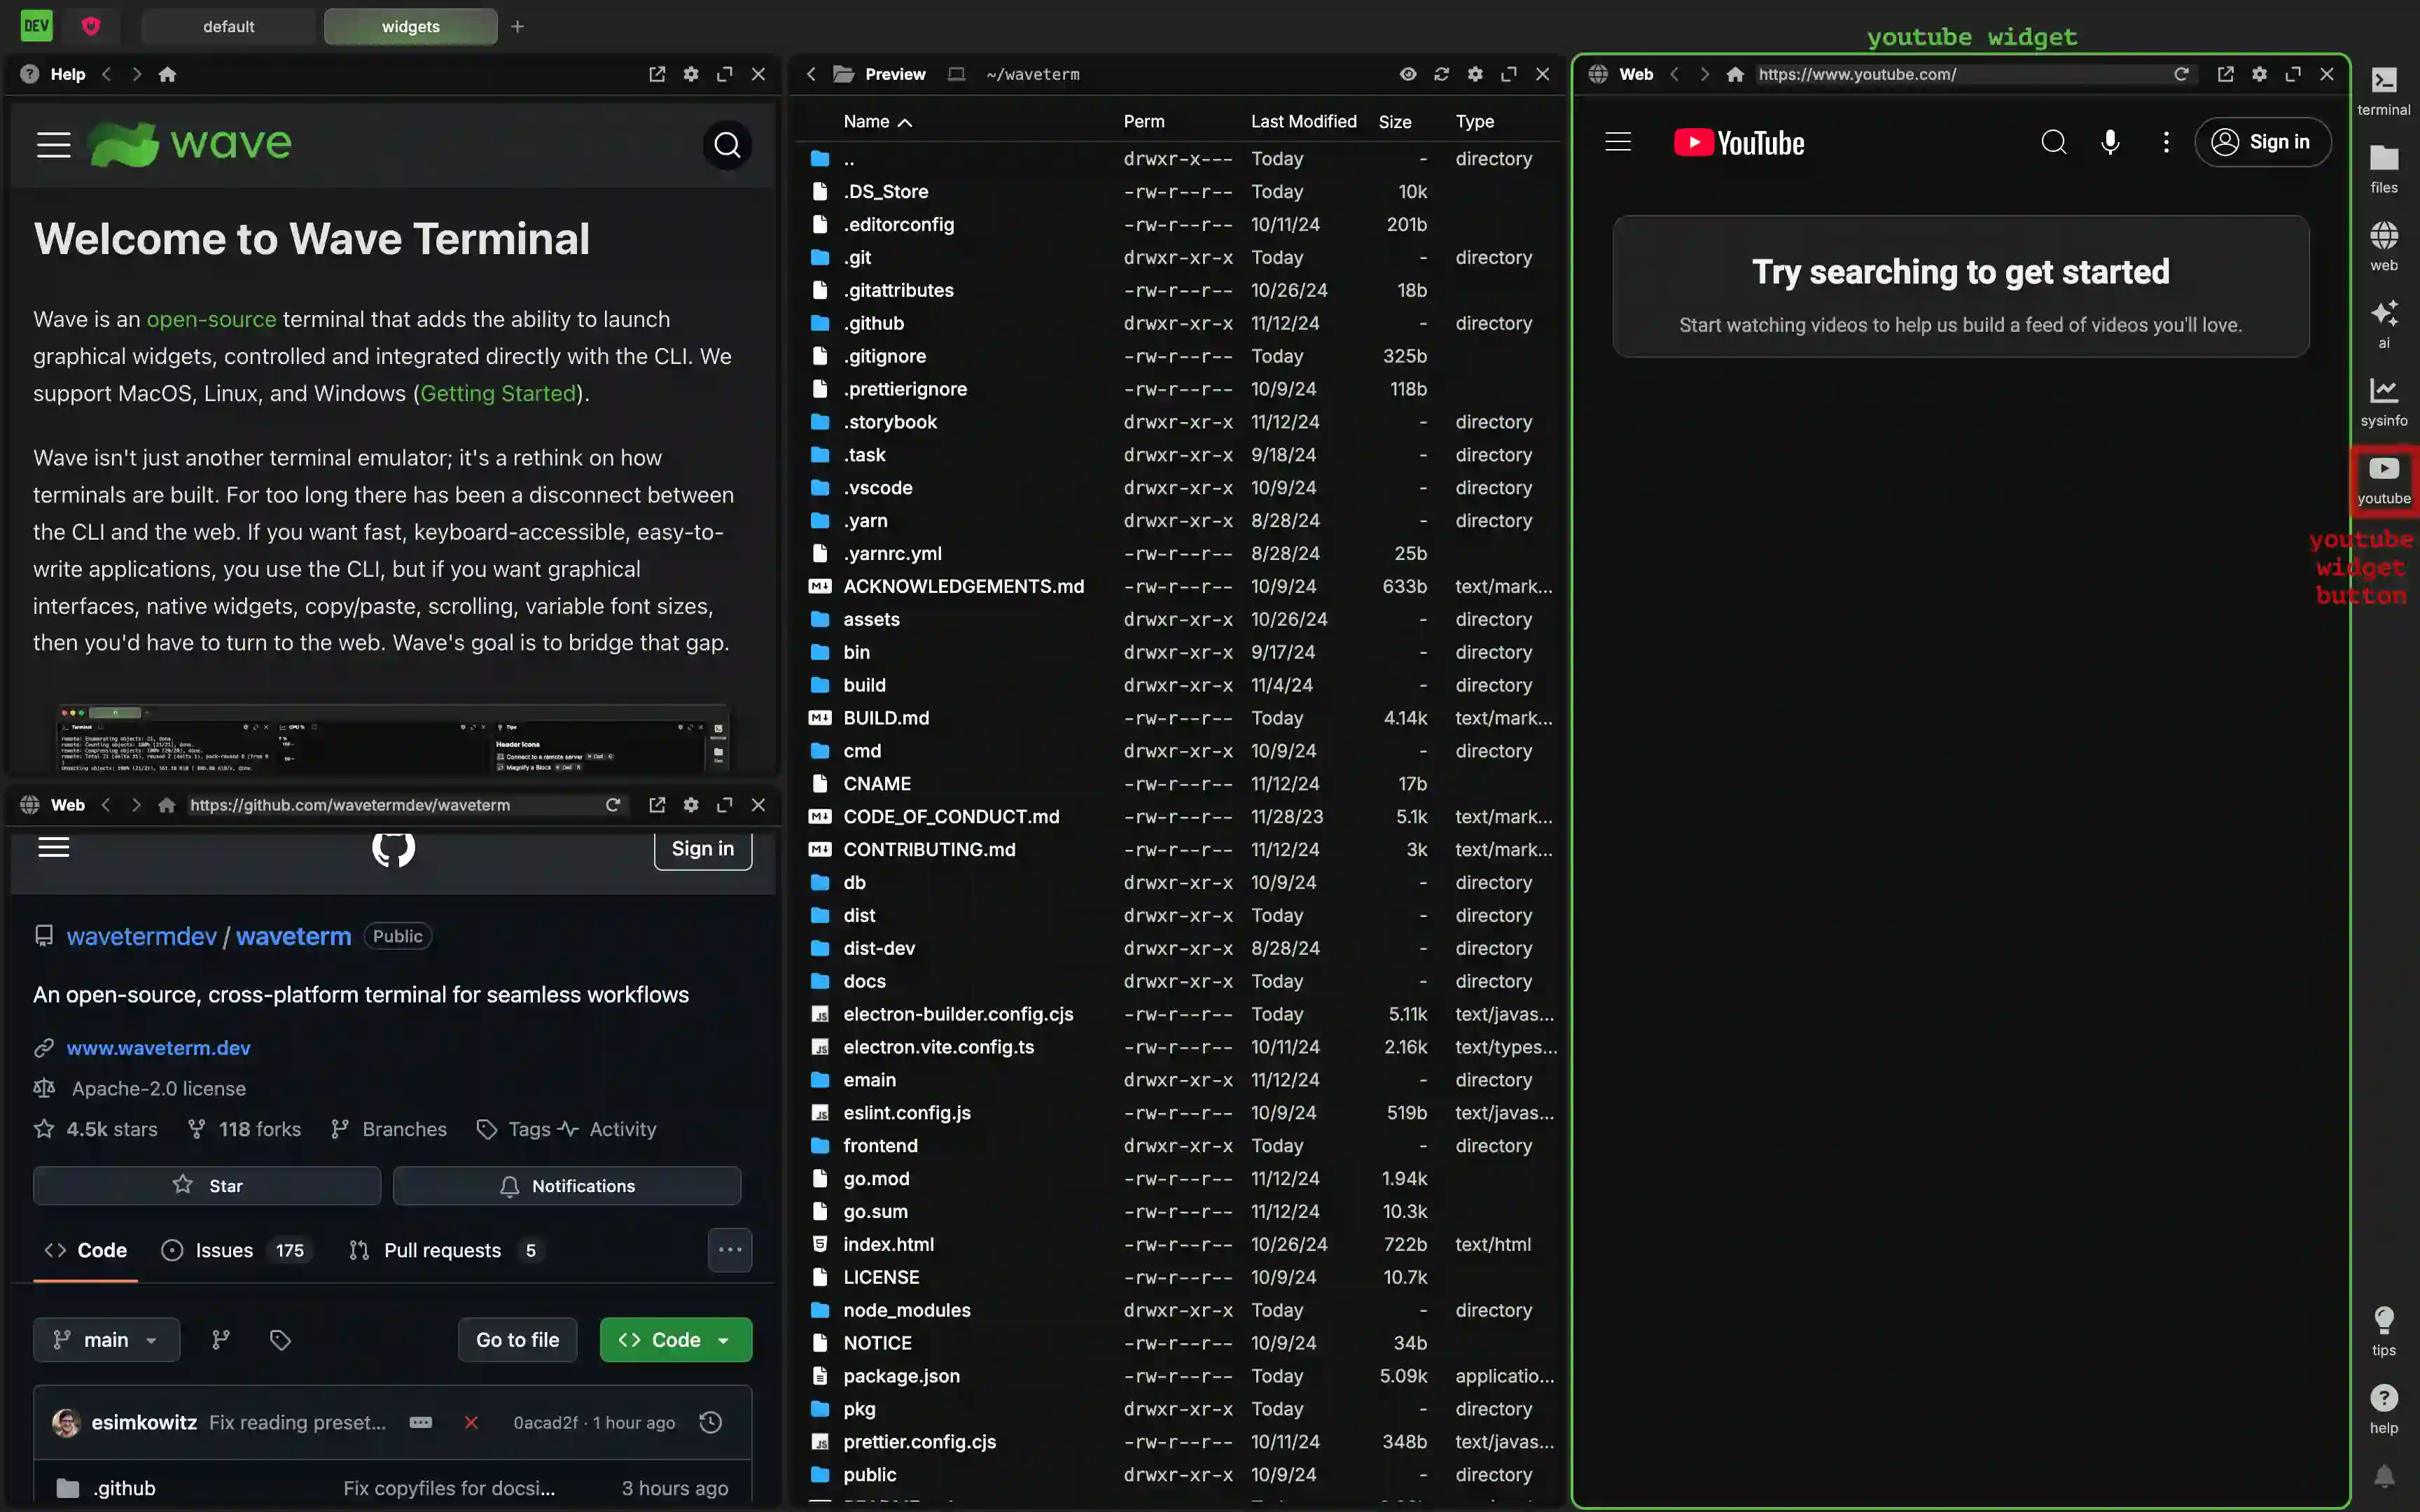 DEV
default
widgets
+
youtube widget
Help
wave
Welcome to Wave Terminal
Wave is an open-source terminal that adds the ability to launch
graphical widgets, controlled and integrated directly with the CLI. We
support MacOS, Linux, and Windows (Getting Started).
Wave isn't just another terminal emulator; it's a rethink on how
terminals are built. For too long there has been a disconnect between
the CLI and the web. If you want fast, keyboard-accessible, easy-to-
write applications, you use the CLI, but if you want graphical
interfaces, native widgets, copy/paste, scrolling, variable font sizes,
then you'd have to turn to the web. Wave's goal is to bridge that gap.
Header Icons
Connect to a remote server
Magnify a Block
Web https://github.com/wavetermdev/waveterm
Sign in
wavetermdev / waveterm Public
An open-source, cross-platform terminal for seamless workflows
www.waveterm.dev
Apache-2.0 license
4.5k stars 118 forks Branches Tags Activity
Star Notifications
Code Issues 175 Pull requests 5
main Go to file Code
esimkowitz Fix reading preset... 0acad2f · 1 hour ago
.github Fix copyfiles for docsi... 3 hours ago
Preview ~/waveterm
Name Perm Last Modified Size Type
.. drwxr-x--- Today - directory
.DS_Store -rw-r--r-- Today 10k
.editorconfig -rw-r--r-- 10/11/24 201b
.git drwxr-xr-x Today - directory
.gitattributes -rw-r--r-- 10/26/24 18b
.github drwxr-xr-x 11/12/24 - directory
.gitignore -rw-r--r-- Today 325b
.prettierignore -rw-r--r-- 10/9/24 118b
.storybook drwxr-xr-x 11/12/24 - directory
.task drwxr-xr-x 9/18/24 - directory
.vscode drwxr-xr-x 10/9/24 - directory
.yarn drwxr-xr-x 8/28/24 - directory
.yarnrc.yml -rw-r--r-- 8/28/24 25b
ACKNOWLEDGEMENTS.md -rw-r--r-- 10/9/24 633b text/mark...
assets drwxr-xr-x 10/26/24 - directory
bin drwxr-xr-x 9/17/24 - directory
build drwxr-xr-x 11/4/24 - directory
BUILD.md -rw-r--r-- Today 4.14k text/mark...
cmd drwxr-xr-x 10/9/24 - directory
CNAME -rw-r--r-- 11/12/24 17b
CODE_OF_CONDUCT.md -rw-r--r-- 11/28/23 5.1k text/mark...
CONTRIBUTING.md -rw-r--r-- 11/12/24 3k text/mark...
db drwxr-xr-x 10/9/24 - directory
dist drwxr-xr-x Today - directory
dist-dev drwxr-xr-x 8/28/24 - directory
docs drwxr-xr-x Today - directory
electron-builder.config.cjs -rw-r--r-- Today 5.11k text/javas...
electron.vite.config.ts -rw-r--r-- 10/11/24 2.16k text/types...
emain drwxr-xr-x 11/12/24 - directory
eslint.config.js -rw-r--r-- 10/9/24 519b text/javas...
frontend drwxr-xr-x Today - directory
go.mod -rw-r--r-- 11/12/24 1.94k
go.sum -rw-r--r-- 11/12/24 10.3k
index.html -rw-r--r-- 10/26/24 722b text/html
LICENSE -rw-r--r-- 10/9/24 10.7k
node_modules drwxr-xr-x Today - directory
NOTICE -rw-r--r-- 10/9/24 34b
package.json -rw-r--r-- Today 5.09k applicatio...
pkg drwxr-xr-x Today - directory
prettier.config.cjs -rw-r--r-- 10/11/24 348b text/javas...
public drwxr-xr-x 10/9/24 - directory
Web https://www.youtube.com/
YouTube
Sign in
Try searching to get started
Start watching videos to help us build a feed of videos you'll love.
terminal
files
web
ai
sysinfo
youtube
youtube
widget
button
tips
help